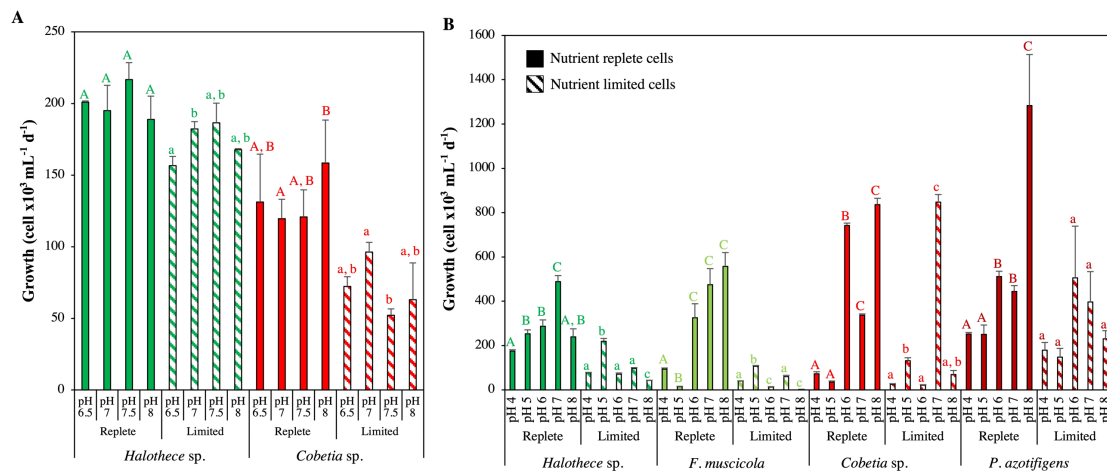 A
Growth (cell x10³ mL⁻¹ d⁻¹)
250
200
150
100
50
0
A
A
A
A
a
b
a, b
a, b
A, B
A
A, B
B
a, b
a
b
a, b
pH 6.5
pH 7
pH 7.5
pH 8
pH 6.5
pH 7
pH 7.5
pH 8
pH 6.5
pH 7
pH 7.5
pH 8
pH 6.5
pH 7
pH 7.5
pH 8
Replete
Limited
Replete
Limited
Halothece sp.
Cobetia sp.
B
Growth (cell x10³ mL⁻¹ d⁻¹)
1600
1400
1200
1000
800
600
400
200
0
Nutrient replete cells
Nutrient limited cells
A
B
B
C
A, B
a
b
a
a
c
A
B
C
C
C
a
b
c
a
c
A
A
B
C
C
a
b
a
c
a, b
A
A
B
B
C
a
a
a
a
a
pH 4
pH 5
pH 6
pH 7
pH 8
pH 4
pH 5
pH 6
pH 7
pH 8
pH 4
pH 5
pH 6
pH 7
pH 8
pH 4
pH 5
pH 6
pH 7
pH 8
pH 4
pH 5
pH 6
pH 7
pH 8
pH 4
pH 5
pH 6
pH 7
pH 8
pH 4
pH 5
pH 6
pH 7
pH 8
pH 4
pH 5
pH 6
pH 7
pH 8
Replete
Limited
Replete
Limited
Replete
Limited
Replete
Limited
Halothece sp.
F. muscicola
Cobetia sp.
P. azotifigens